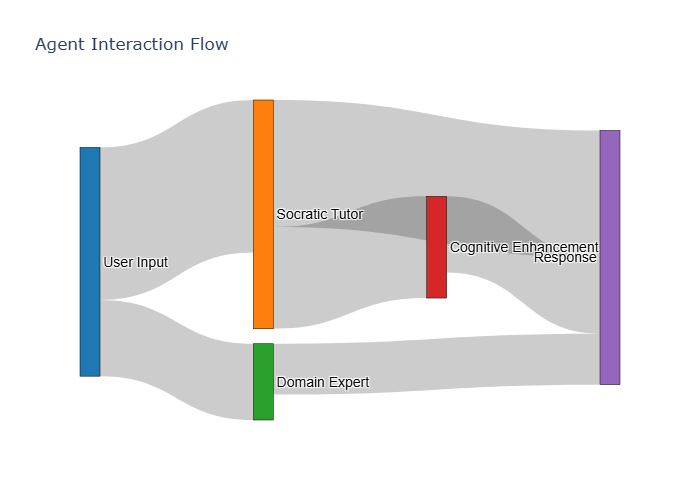 Agent Interaction Flow
User Input
Socratic Tutor
Domain Expert
Cognitive Enhancement
Response